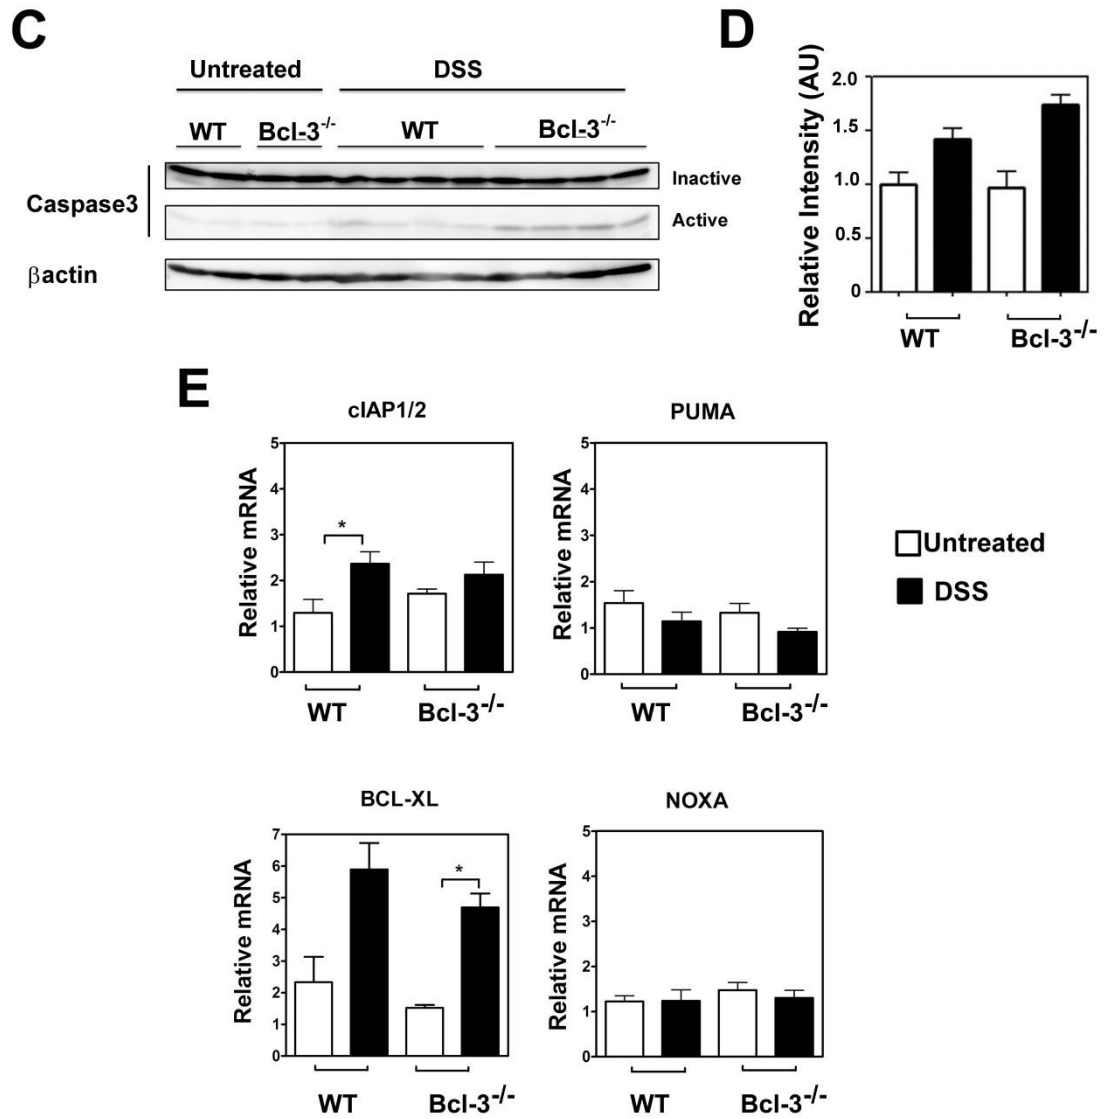 C
Untreated DSS
WT Bcl-3-/- WT Bcl-3-/-
Caspase3
Inactive
Active
βactin
D
Relative Intensity (AU)
2.0
1.5
1.0
0.5
0
WT Bcl-3-/-
E
cIAP1/2
Relative mRNA
5
4
3
2
1
0
*
WT Bcl-3-/-
PUMA
Relative mRNA
5
4
3
2
1
0
WT Bcl-3-/-
Untreated
DSS
BCL-XL
Relative mRNA
7
6
5
4
3
2
1
0
*
WT Bcl-3-/-
NOXA
Relative mRNA
5
4
3
2
1
0
WT Bcl-3-/-